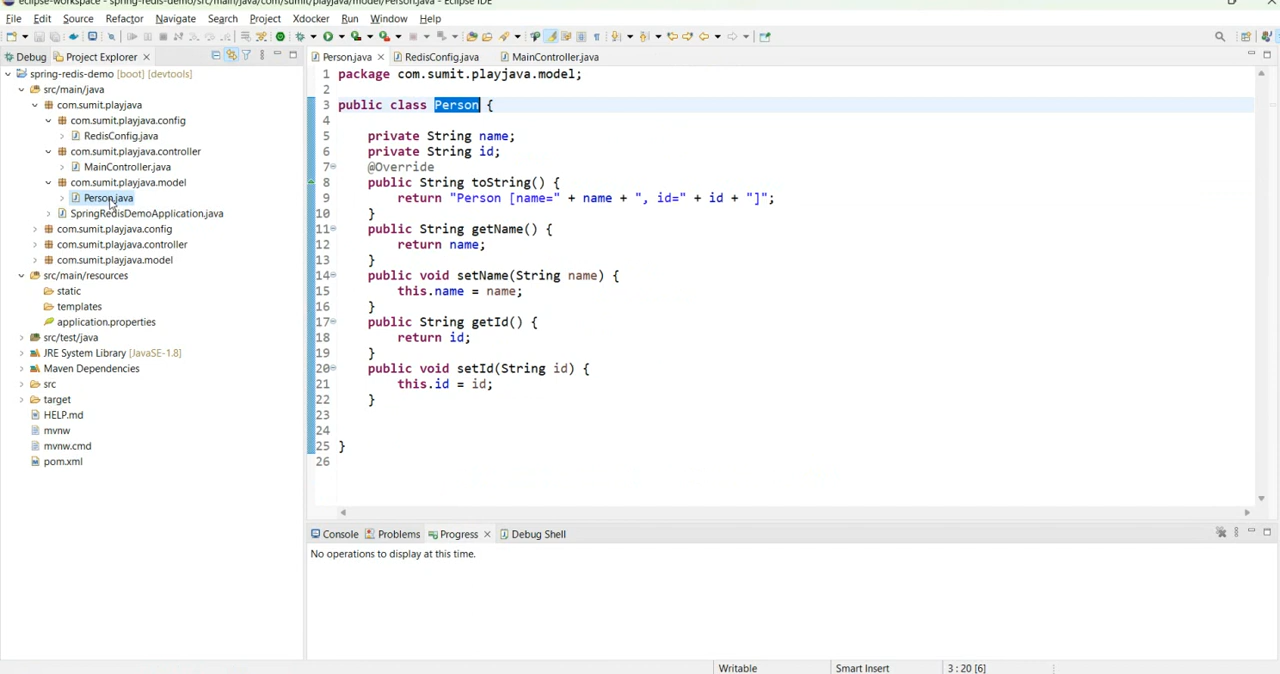 eclipse-workspace - spring-redis-demo/src/main/java/com/sumit/playjava/model/Person.java - Eclipse IDE
File Edit Source Refactor Navigate Search Project Xdocker Run Window Help
Debug Project Explorer
Person.java RedisConfig.java MainController.java
spring-redis-demo [boot] [devtools]
src/main/java
com.sumit.playjava
com.sumit.playjava.config
RedisConfig.java
com.sumit.playjava.controller
MainController.java
com.sumit.playjava.model
Person.java
SpringRedisDemoApplication.java
com.sumit.playjava.config
com.sumit.playjava.controller
com.sumit.playjava.model
src/main/resources
static
templates
application.properties
src/test/java
JRE System Library [JavaSE-1.8]
Maven Dependencies
src
target
HELP.md
mvnw
mvnw.cmd
pom.xml
1 package com.sumit.playjava.model;
2
3 public class Person {
4
5 private String name;
6 private String id;
7 @Override
8 public String toString() {
9 return "Person [name=" + name + ", id=" + id + "]";
10 }
11 public String getName() {
12 return name;
13 }
14 public void setName(String name) {
15 this.name = name;
16 }
17 public String getId() {
18 return id;
19 }
20 public void setId(String id) {
21 this.id = id;
22 }
23
24
25 }
26
Console Problems Progress Debug Shell
No operations to display at this time.
Writable Smart Insert 3 : 20 [6]